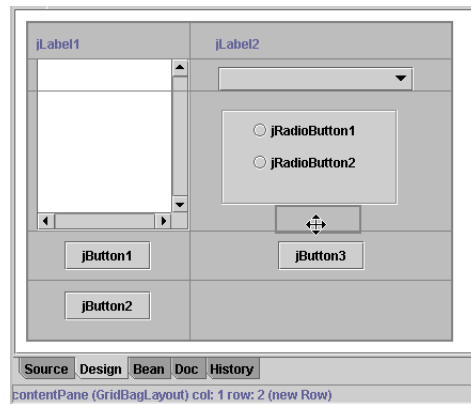 jLabel1 jLabel2
jRadioButton1
jRadioButton2
jButton1 jButton3
jButton2
Source Design Bean Doc History
contentPane (GridBagLayout) col: 1 row: 2 (new Row)